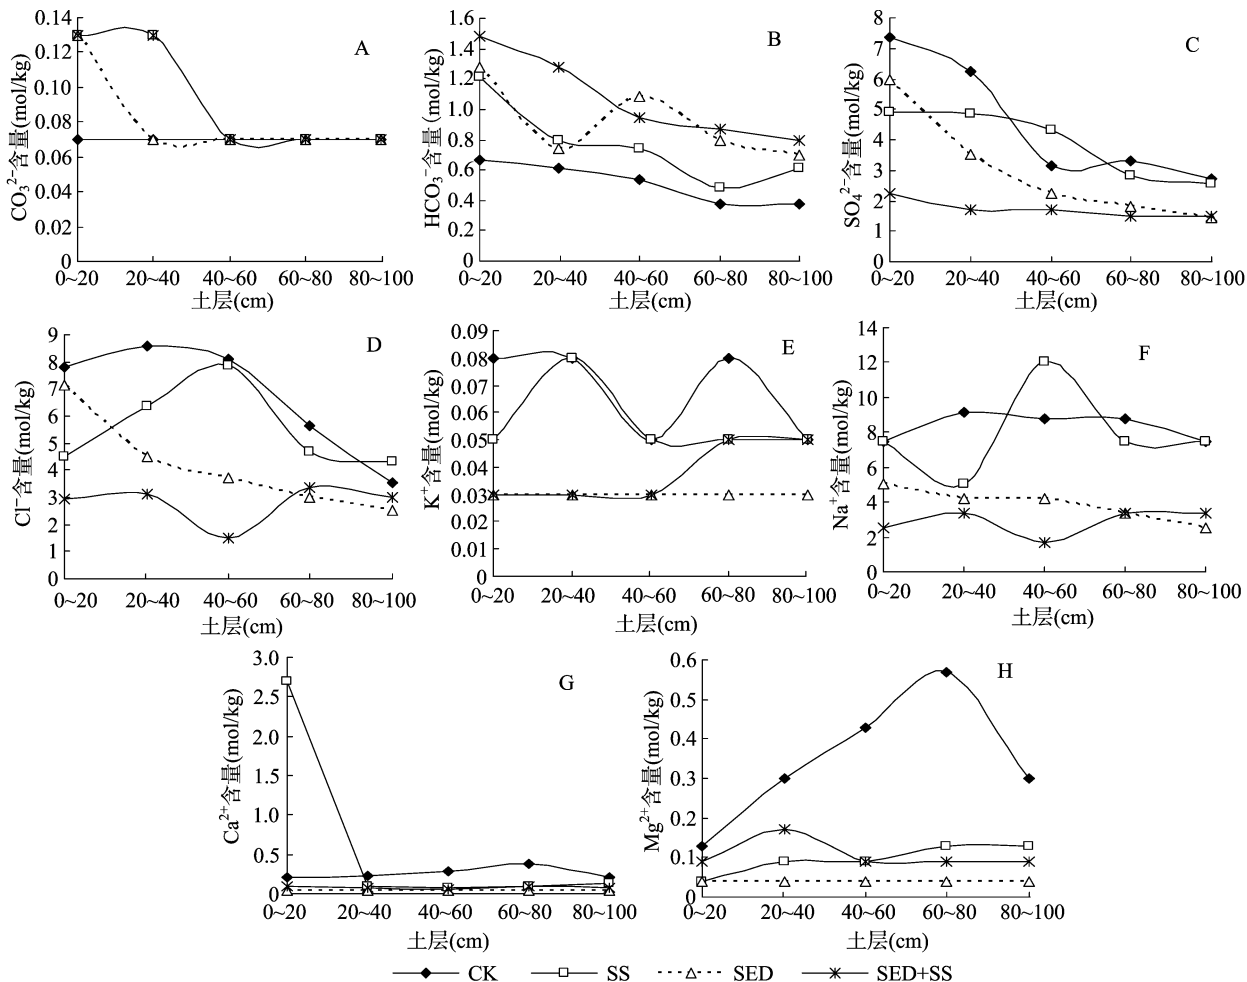 A
CO₃²⁻含量(mol/kg)
0.14
0.12
0.10
0.08
0.06
0.04
0.02
0
0~20 20~40 40~60 60~80 80~100
土层(cm)
B
HCO₃⁻含量(mol/kg)
1.6
1.4
1.2
1.0
0.8
0.6
0.4
0.2
0
0~20 20~40 40~60 60~80 80~100
土层(cm)
C
SO₄²⁻含量(mol/kg)
8
7
6
5
4
3
2
1
0
0~20 20~40 40~60 60~80 80~100
土层(cm)
D
Cl⁻含量(mol/kg)
9
8
7
6
5
4
3
2
1
0
0~20 20~40 40~60 60~80 80~100
土层(cm)
E
K⁺含量(mol/kg)
0.09
0.08
0.07
0.06
0.05
0.04
0.03
0.02
0.01
0
0~20 20~40 40~60 60~80 80~100
土层(cm)
F
Na⁺含量(mol/kg)
14
12
10
8
6
4
2
0
0~20 20~40 40~60 60~80 80~100
土层(cm)
G
Ca²⁺含量(mol/kg)
3.0
2.5
2.0
1.5
1.0
0.5
0
0~20 20~40 40~60 60~80 80~100
土层(cm)
H
Mg²⁺含量(mol/kg)
0.6
0.5
0.4
0.3
0.2
0.1
0
0~20 20~40 40~60 60~80 80~100
土层(cm)
CK SS SED SED+SS